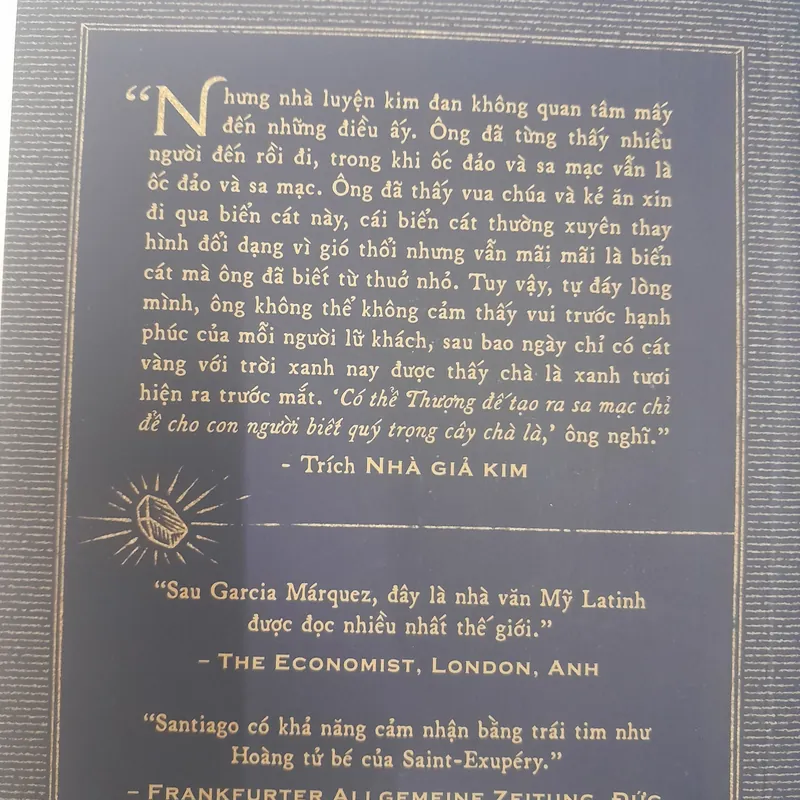 “Nhưng nhà luyện kim đan không quan tâm mấy
đến những điều ấy. Ông đã từng thấy nhiều
người đến rồi đi, trong khi ốc đảo và sa mạc vẫn là
ốc đảo và sa mạc. Ông đã thấy vua chúa và kẻ ăn xin
đi qua biển cát này, cái biển cát thường xuyên thay
hình đổi dạng vì gió thổi nhưng vẫn mãi mãi là biển
cát mà ông đã biết từ thuở nhỏ. Tuy vậy, tự đáy lòng
mình, ông không thể không cảm thấy vui trước hạnh
phúc của mỗi người lữ khách, sau bao ngày chỉ có cát
vàng với trời xanh nay được thấy chà là xanh tươi
hiện ra trước mắt. ‘Có thể Thượng đế tạo ra sa mạc chỉ
để cho con người biết quý trọng cây chà là,’ ông nghĩ.”
- Trích NHÀ GIẢ KIM
“Sau Garcia Márquez, đây là nhà văn Mỹ Latinh
được đọc nhiều nhất thế giới.”
– THE ECONOMIST, LONDON, ANH
“Santiago có khả năng cảm nhận bằng trái tim như
Hoàng tử bé của Saint-Exupéry.”
– FRANKFURTER ALLGEMEINE ZEITUNG, ĐỨC